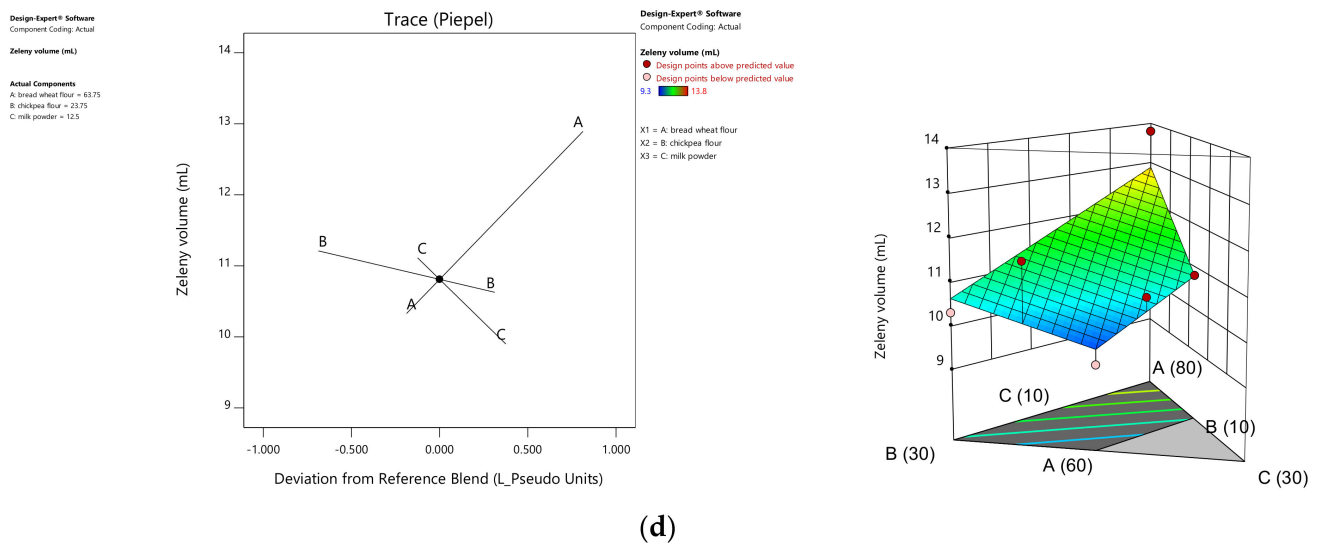 Design-Expert® Software
Component Coding: Actual
Zeleny volume (mL)
Actual Components
A: bread wheat flour = 63.75
B: chickpea flour = 23.75
C: milk powder = 12.5
Trace (Piepel)
Zeleny volume (mL)
14
13
12
11
10
9
A
B
C
B
A
C
-1.000
-0.500
0.000
0.500
1.000
Deviation from Reference Blend (L_Pseudo Units)
Design-Expert® Software
Component Coding: Actual
Zeleny volume (mL)
Design points above predicted value
Design points below predicted value
9.3
13.8
X1 = A: bread wheat flour
X2 = B: chickpea flour
X3 = C: milk powder
Zeleny volume (mL)
14
13
12
11
10
9
A (80)
C (10)
B (10)
B (30)
A (60)
C (30)
(d)